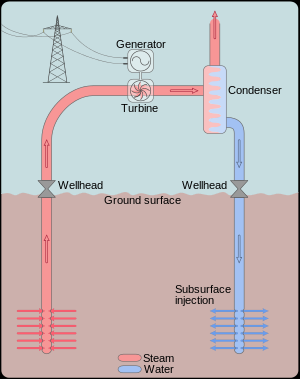 Generator
Turbine
Condenser
Wellhead
Wellhead
Ground surface
Subsurface
injection
Steam
Water